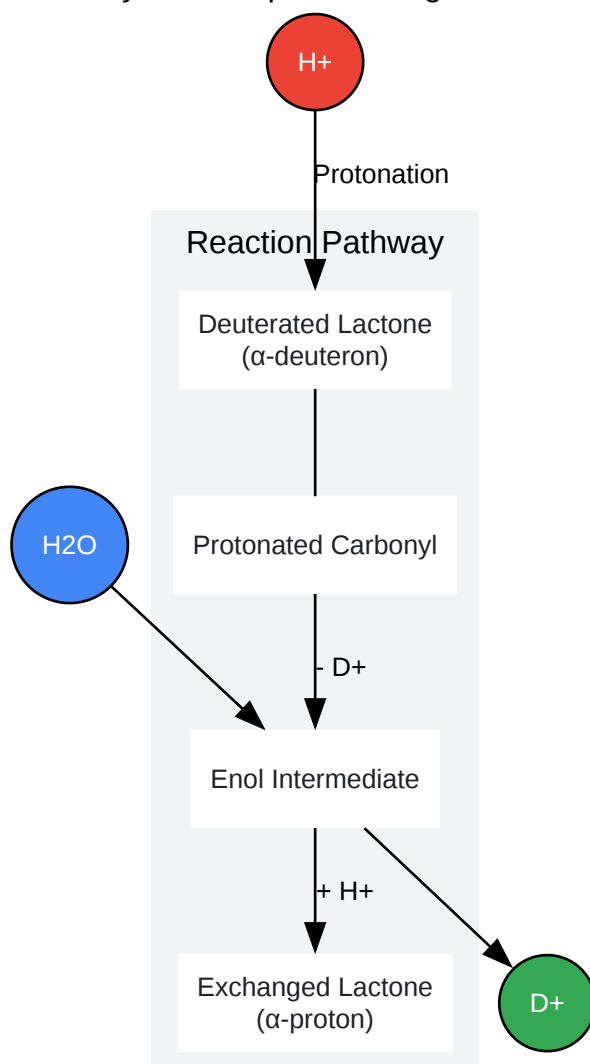 H+
Protonation
Reaction Pathway
Deuterated Lactone
(α-deuteron)
H2O
Protonated Carbonyl
- D+
Enol Intermediate
+ H+
Exchanged Lactone
(α-proton)
D+